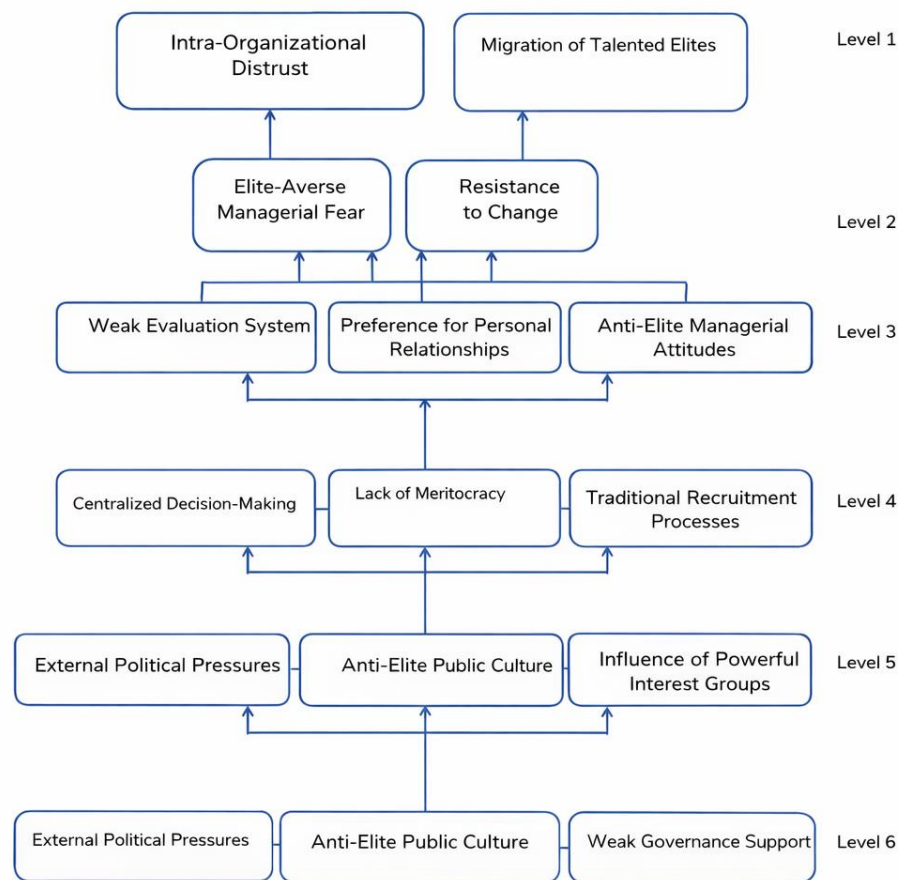 Intra-Organizational
Distrust
Migration of Talented Elites
Level 1
Elite-Averse
Managerial Fear
Resistance
to Change
Level 2
Weak Evaluation System
Preference for Personal
Relationships
Anti-Elite Managerial
Attitudes
Level 3
Centralized Decision-Making
Lack of Meritocracy
Traditional Recruitment
Processes
Level 4
External Political Pressures
Anti-Elite Public Culture
Influence of Powerful
Interest Groups
Level 5
External Political Pressures
Anti-Elite Public Culture
Weak Governance Support
Level 6